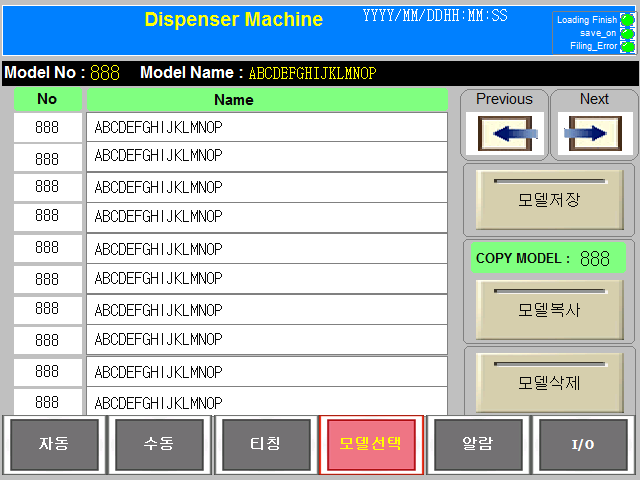 Dispenser Machine
YYYY/MM/DDHH:MM:SS
Loading Finish
save_on
Filing_Error
Model No : 888 Model Name : ABCDEFGHIJKLMNOP
No Name
888 ABCDEFGHIJKLMNOP
888 ABCDEFGHIJKLMNOP
888 ABCDEFGHIJKLMNOP
888 ABCDEFGHIJKLMNOP
888 ABCDEFGHIJKLMNOP
888 ABCDEFGHIJKLMNOP
888 ABCDEFGHIJKLMNOP
888 ABCDEFGHIJKLMNOP
888 ABCDEFGHIJKLMNOP
888 ABCDEFGHIJKLMNOP
Previous Next
모델저장
COPY MODEL : 888
모델복사
모델삭제
자동 수동 티칭 모델선택 알람 I/O